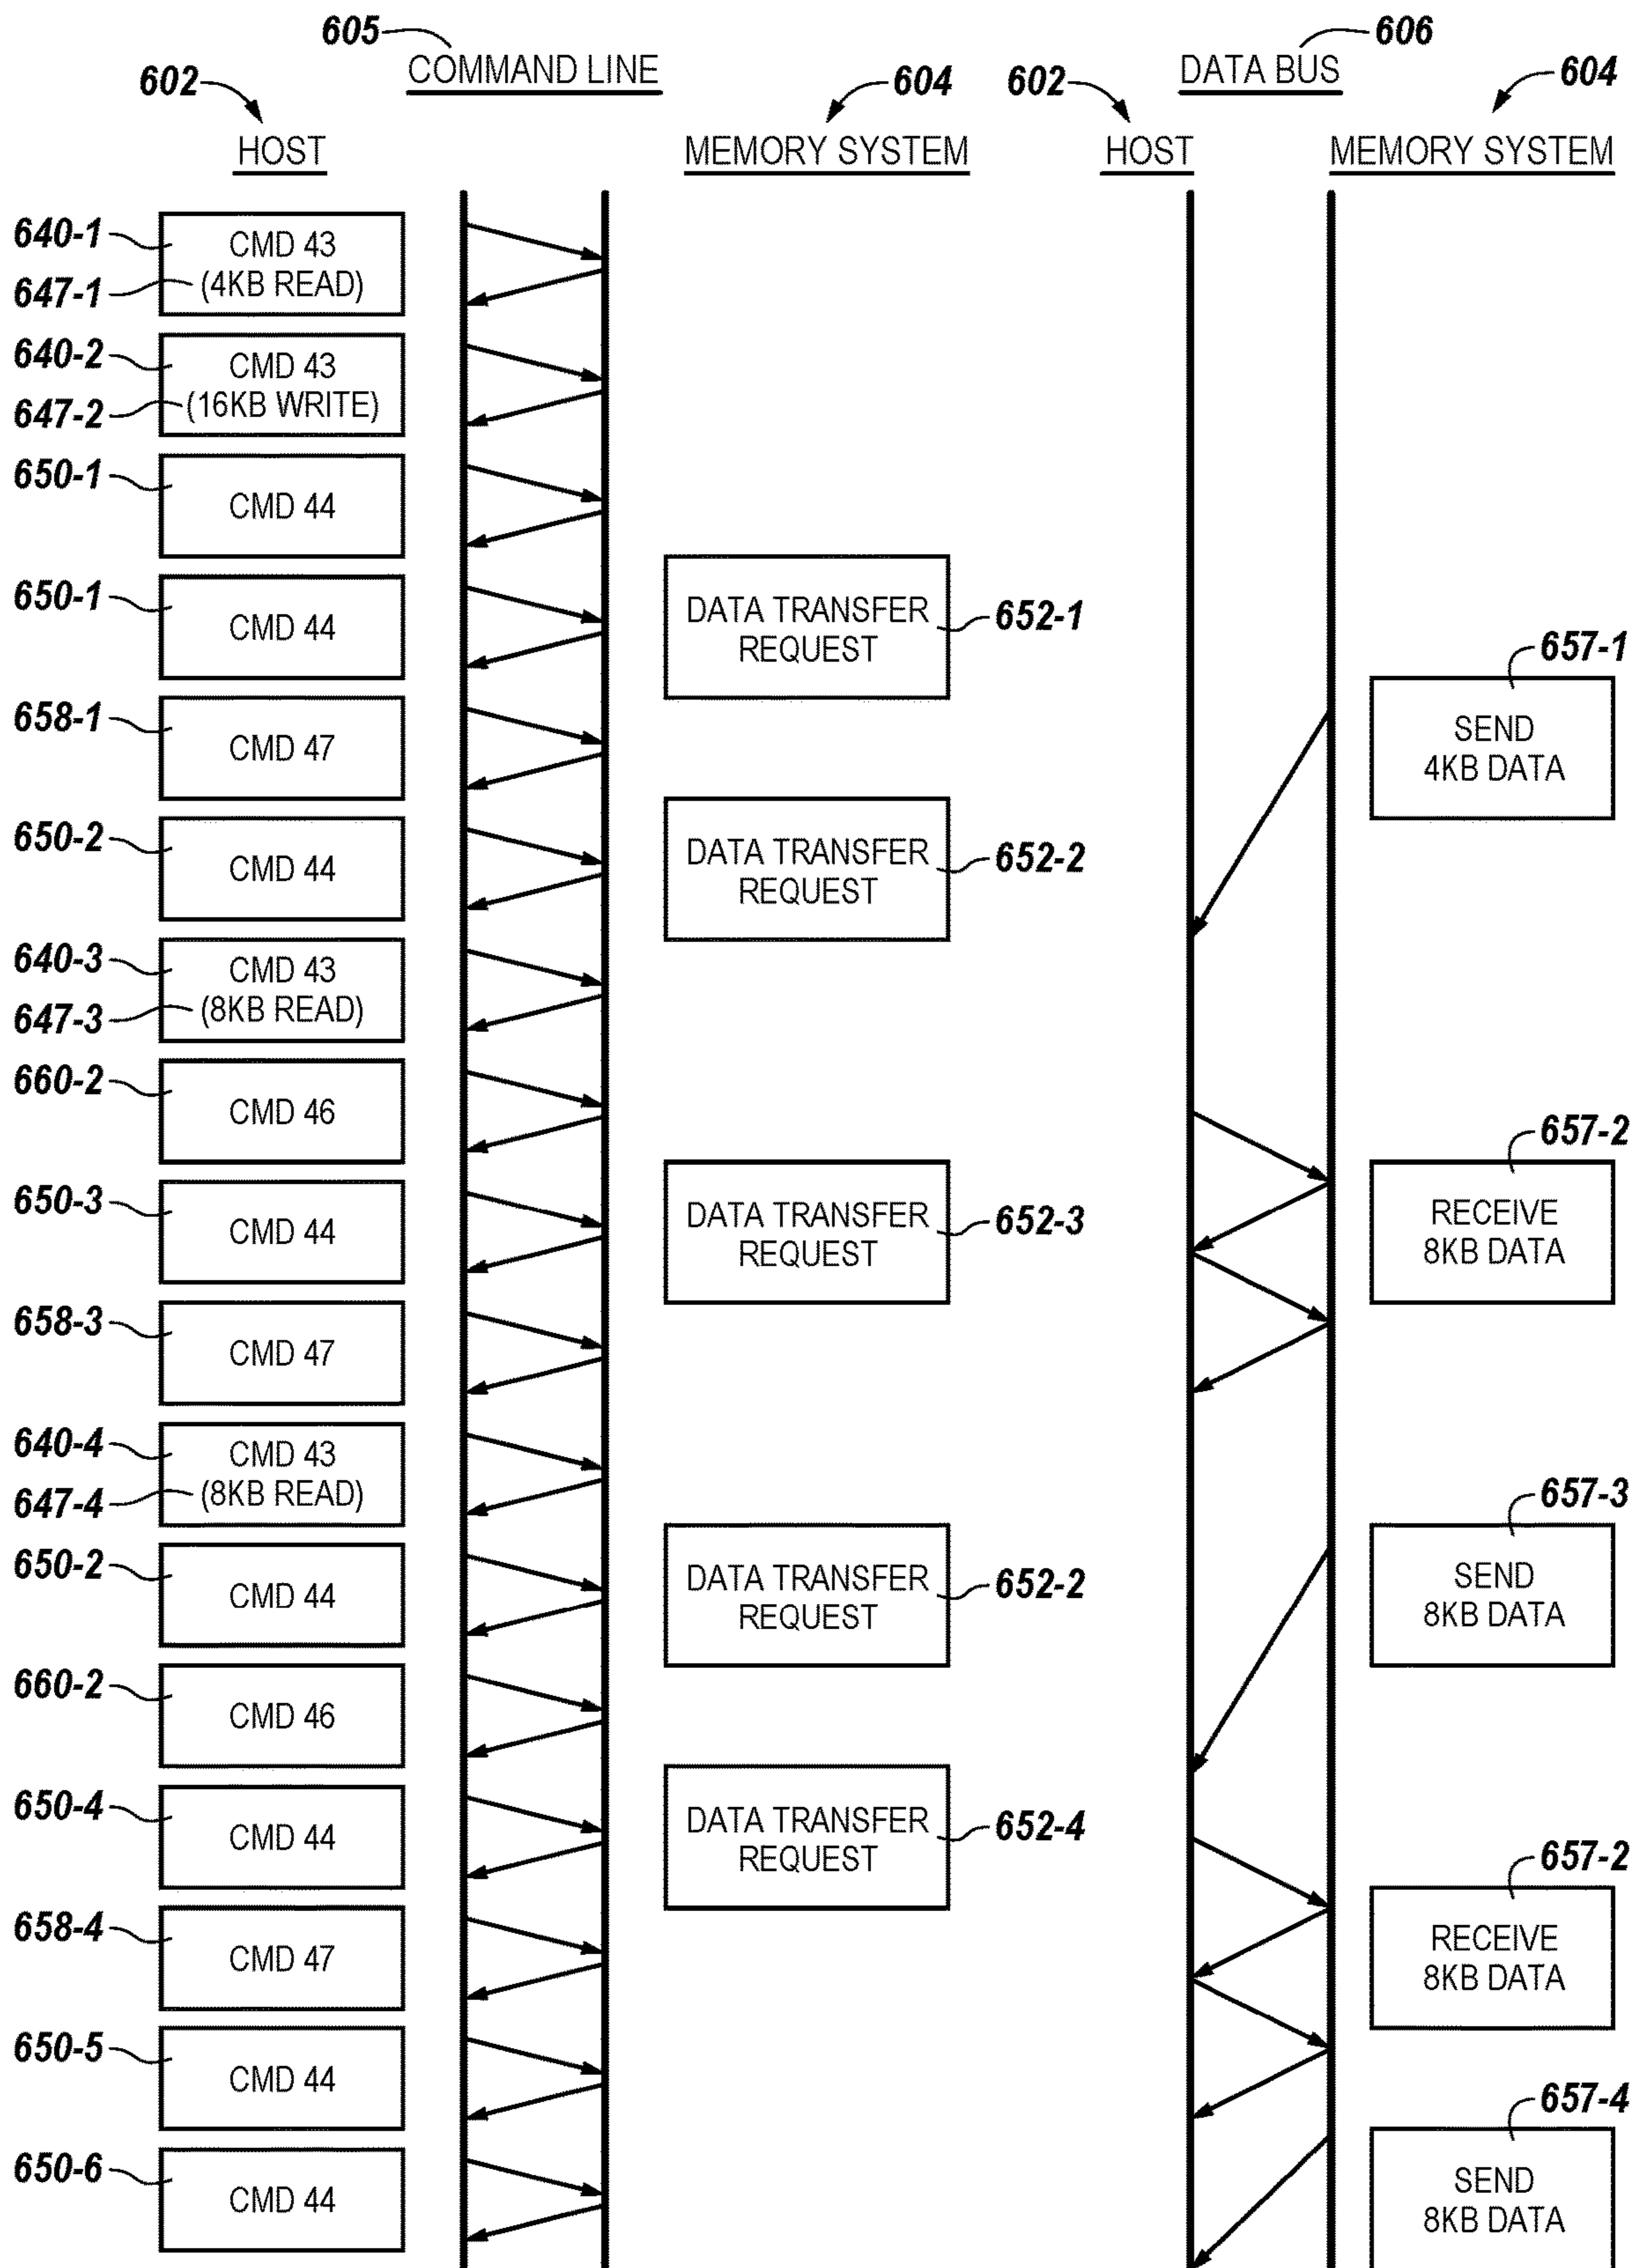 605
COMMAND LINE
606
DATA BUS
602
604
602
604
HOST
MEMORY SYSTEM
HOST
MEMORY SYSTEM
640-1
CMD 43
647-1
(4KB READ)
640-2
CMD 43
647-2
(16KB WRITE)
650-1
CMD 44
650-1
CMD 44
DATA TRANSFER
REQUEST
652-1
657-1
SEND
4KB DATA
658-1
CMD 47
650-2
CMD 44
DATA TRANSFER
REQUEST
652-2
640-3
CMD 43
647-3
(8KB READ)
660-2
CMD 46
657-2
RECEIVE
8KB DATA
650-3
CMD 44
DATA TRANSFER
REQUEST
652-3
658-3
CMD 47
640-4
CMD 43
647-4
(8KB READ)
657-3
SEND
8KB DATA
650-2
CMD 44
DATA TRANSFER
REQUEST
652-2
660-2
CMD 46
650-4
CMD 44
DATA TRANSFER
REQUEST
652-4
657-2
RECEIVE
8KB DATA
658-4
CMD 47
650-5
CMD 44
657-4
SEND
8KB DATA
650-6
CMD 44